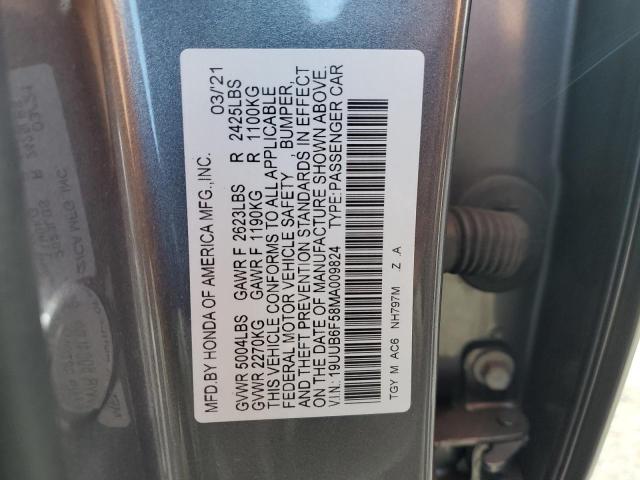 MFD.BY HONDA OF AMERICA MFG.,INC. 03/21
GVWR 5004LBS GAWR F 2623LBS R 2425LBS
GVWR 2270KG GAWR F 1190KG R 1100KG
THIS VEHICLE CONFORMS TO ALL APPLICABLE
FEDERAL MOTOR VEHICLE SAFETY BUMPER,
AND THEFT PREVENTION STANDARDS IN EFFECT
ON THE DATE OF MANUFACTURE SHOWN ABOVE.
V.I.N.: 19UUB6F58MA009824 TYPE:PASSENGER CAR
TGY M AC6 NH797M Z .A